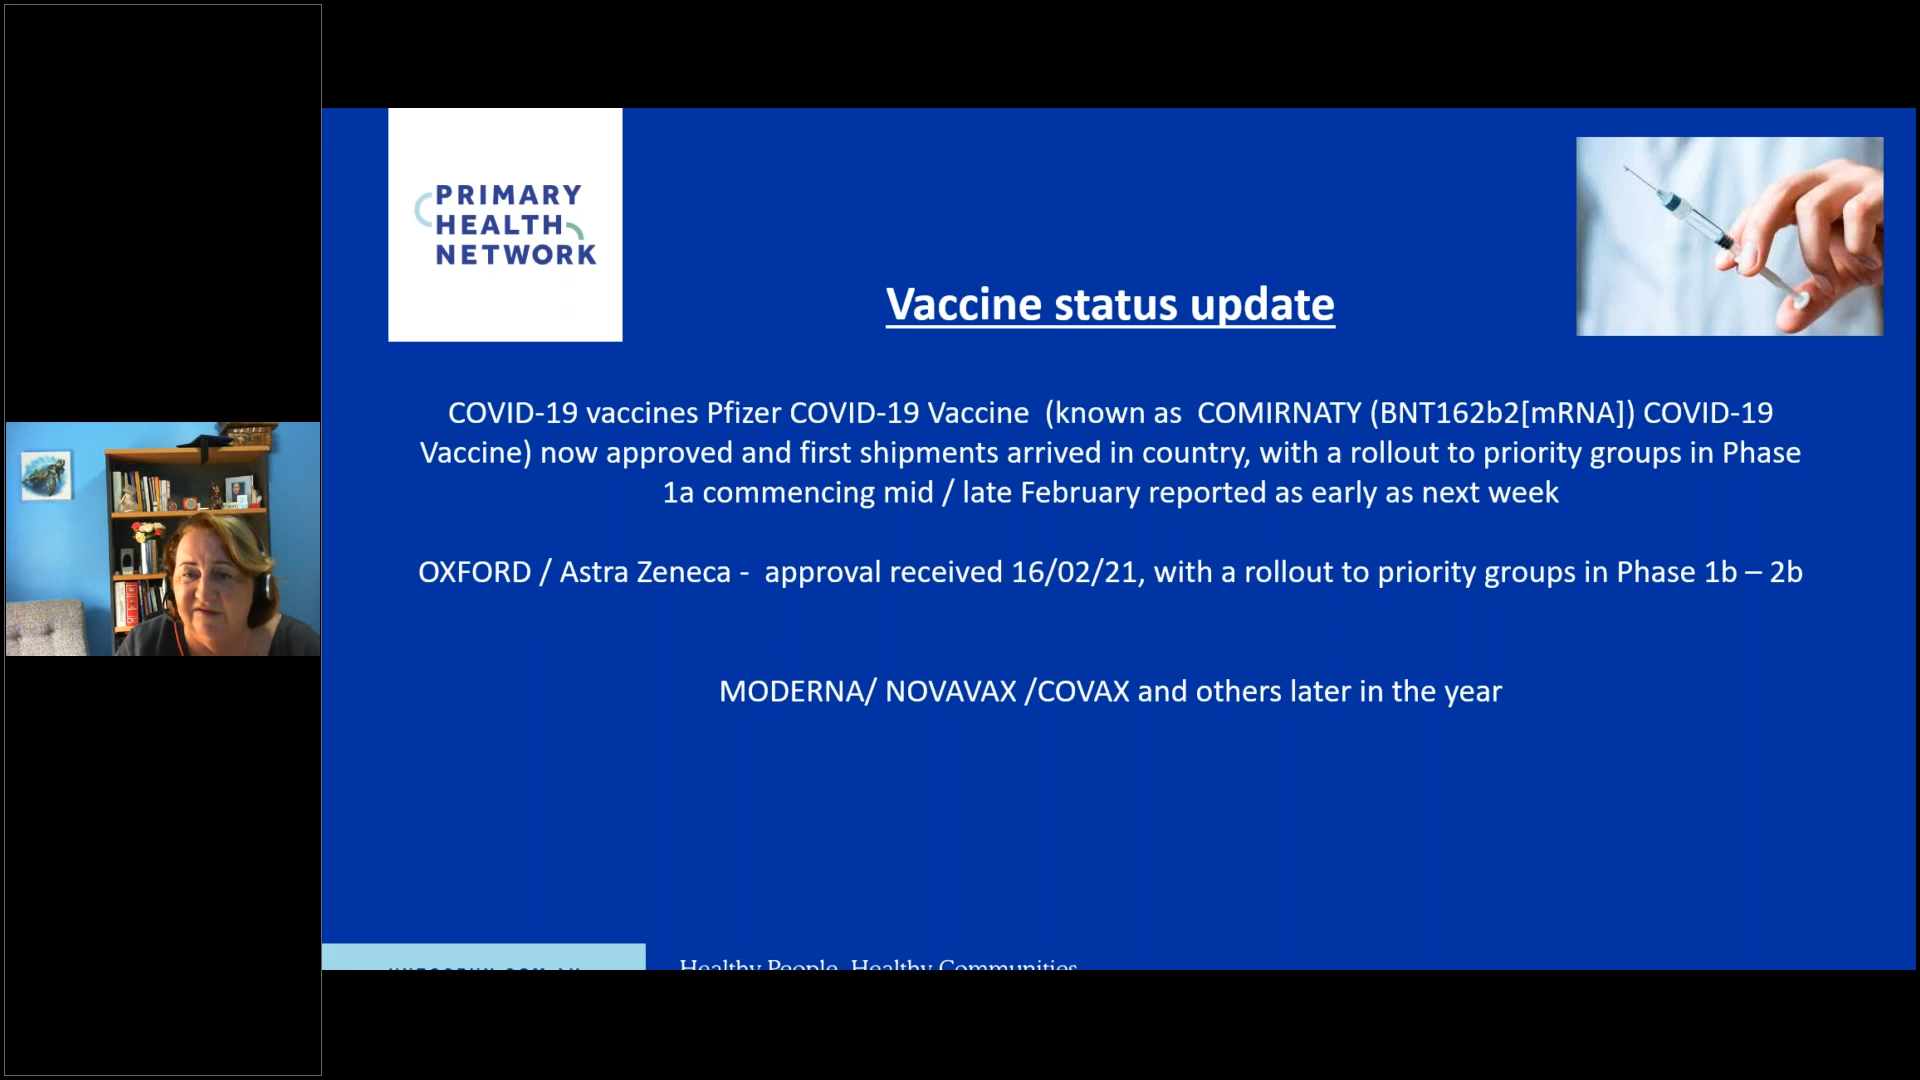 PRIMARY
HEALTH
NETWORK
Vaccine status update
COVID-19 vaccines Pfizer COVID-19 Vaccine  (known as  COMIRNATY (BNT162b2[mRNA]) COVID-19
Vaccine) now approved and first shipments arrived in country, with a rollout to priority groups in Phase
1a commencing mid / late February reported as early as next week
OXFORD / Astra Zeneca -  approval received 16/02/21, with a rollout to priority groups in Phase 1b – 2b
MODERNA/ NOVAVAX /COVAX and others later in the year
Healthy People, Healthy Communities